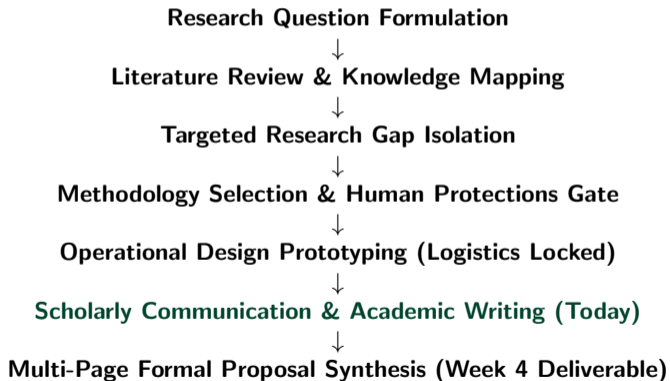 Research Question Formulation
↓
Literature Review & Knowledge Mapping
↓
Targeted Research Gap Isolation
↓
Methodology Selection & Human Protections Gate
↓
Operational Design Prototyping (Logistics Locked)
↓
Scholarly Communication & Academic Writing (Today)
↓
Multi-Page Formal Proposal Synthesis (Week 4 Deliverable)